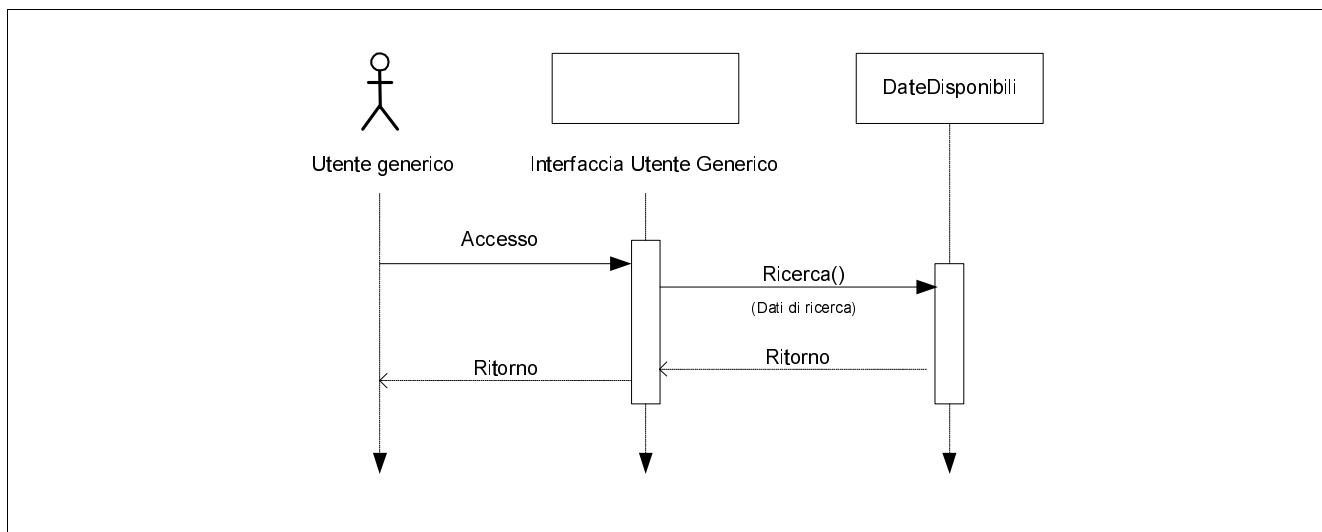 DateDisponibili
Utente generico
Interfaccia Utente Generico
Accesso
Ricerca()
(Dati di ricerca)
Ritorno
Ritorno